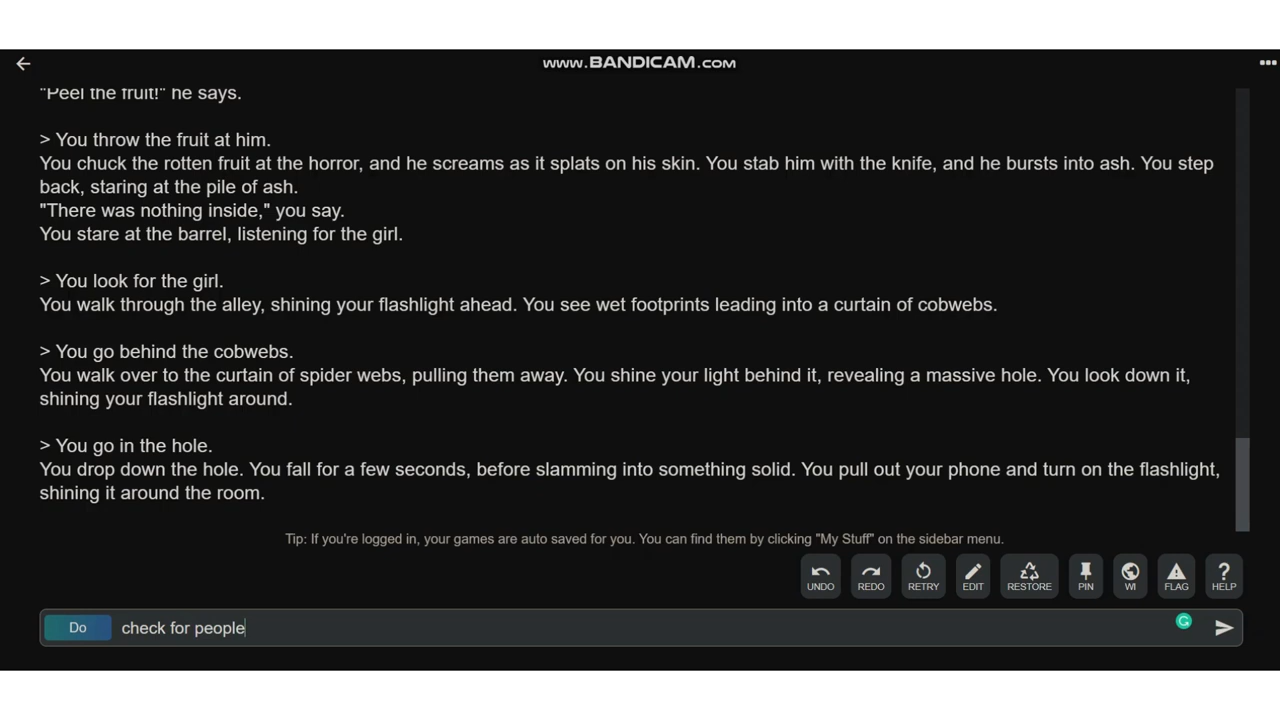 www.BANDICAM.com
"Peel the fruit!" he says.
> You throw the fruit at him.
You chuck the rotten fruit at the horror, and he screams as it splats on his skin. You stab him with the knife, and he bursts into ash. You step
back, staring at the pile of ash.
"There was nothing inside," you say.
You stare at the barrel, listening for the girl.
> You look for the girl.
You walk through the alley, shining your flashlight ahead. You see wet footprints leading into a curtain of cobwebs.
> You go behind the cobwebs.
You walk over to the curtain of spider webs, pulling them away. You shine your light behind it, revealing a massive hole. You look down it,
shining your flashlight around.
> You go in the hole.
You drop down the hole. You fall for a few seconds, before slamming into something solid. You pull out your phone and turn on the flashlight,
shining it around the room.
Tip: If you're logged in, your games are auto saved for you. You can find them by clicking "My Stuff" on the sidebar menu.
UNDO REDO RETRY EDIT RESTORE PIN WI FLAG HELP
Do check for people